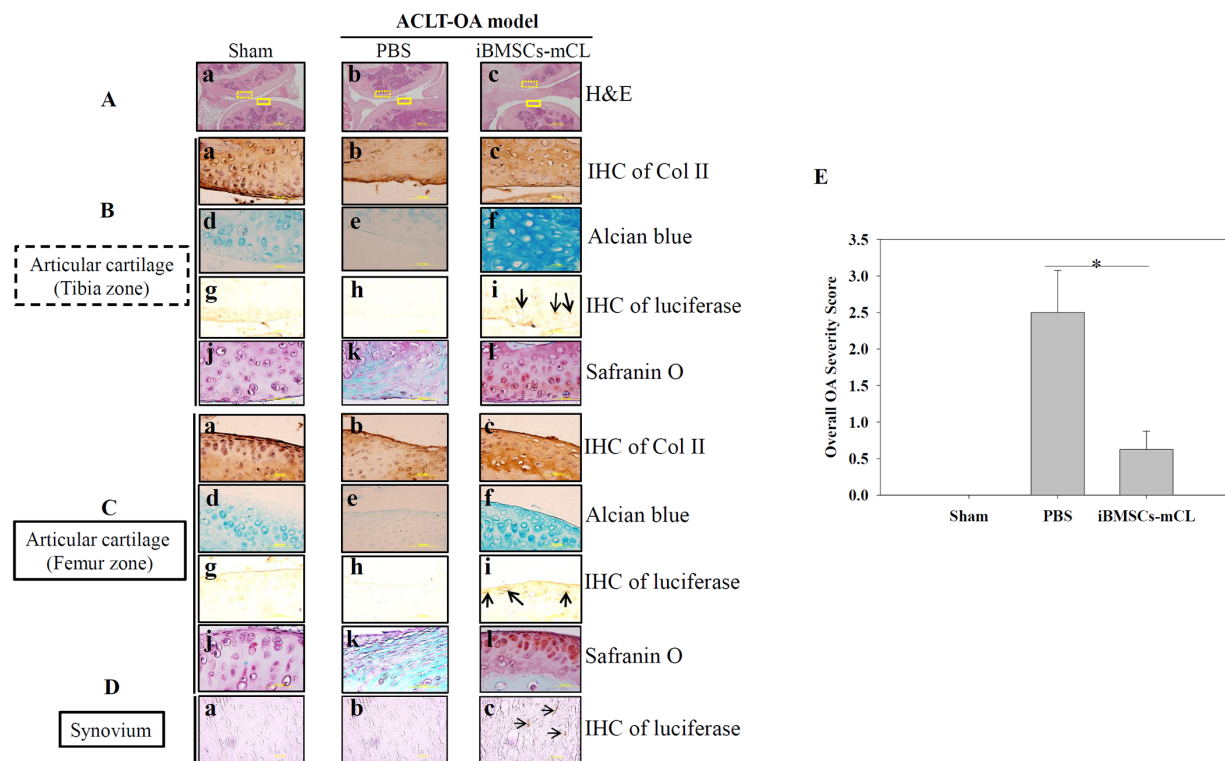 ACLT-OA model
Sham PBS iBMSCs-mCL
A
a b c H&E
B
Articular cartilage
(Tibia zone)
a b c IHC of Col II
d e f Alcian blue
g h i IHC of luciferase
j k l Safranin O
C
Articular cartilage
(Femur zone)
a b c IHC of Col II
d e f Alcian blue
g h i IHC of luciferase
j k l Safranin O
D
Synovium
a b c IHC of luciferase
E
Overall OA Severity Score
3.5
3.0
2.5
2.0
1.5
1.0
0.5
0.0
*
Sham PBS iBMSCs-mCL